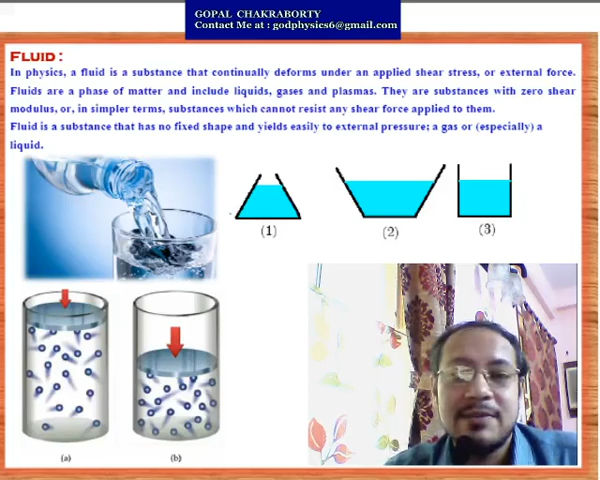 GOPAL CHAKRABORTY
Contact Me at : godphysics6@gmail.com
FLUID :
In physics, a fluid is a substance that continually deforms under an applied shear stress, or external force.
Fluids are a phase of matter and include liquids, gases and plasmas. They are substances with zero shear
modulus, or, in simpler terms, substances which cannot resist any shear force applied to them.
Fluid is a substance that has no fixed shape and yields easily to external pressure; a gas or (especially) a
liquid.
(1)
(2)
(3)
(a)
(b)